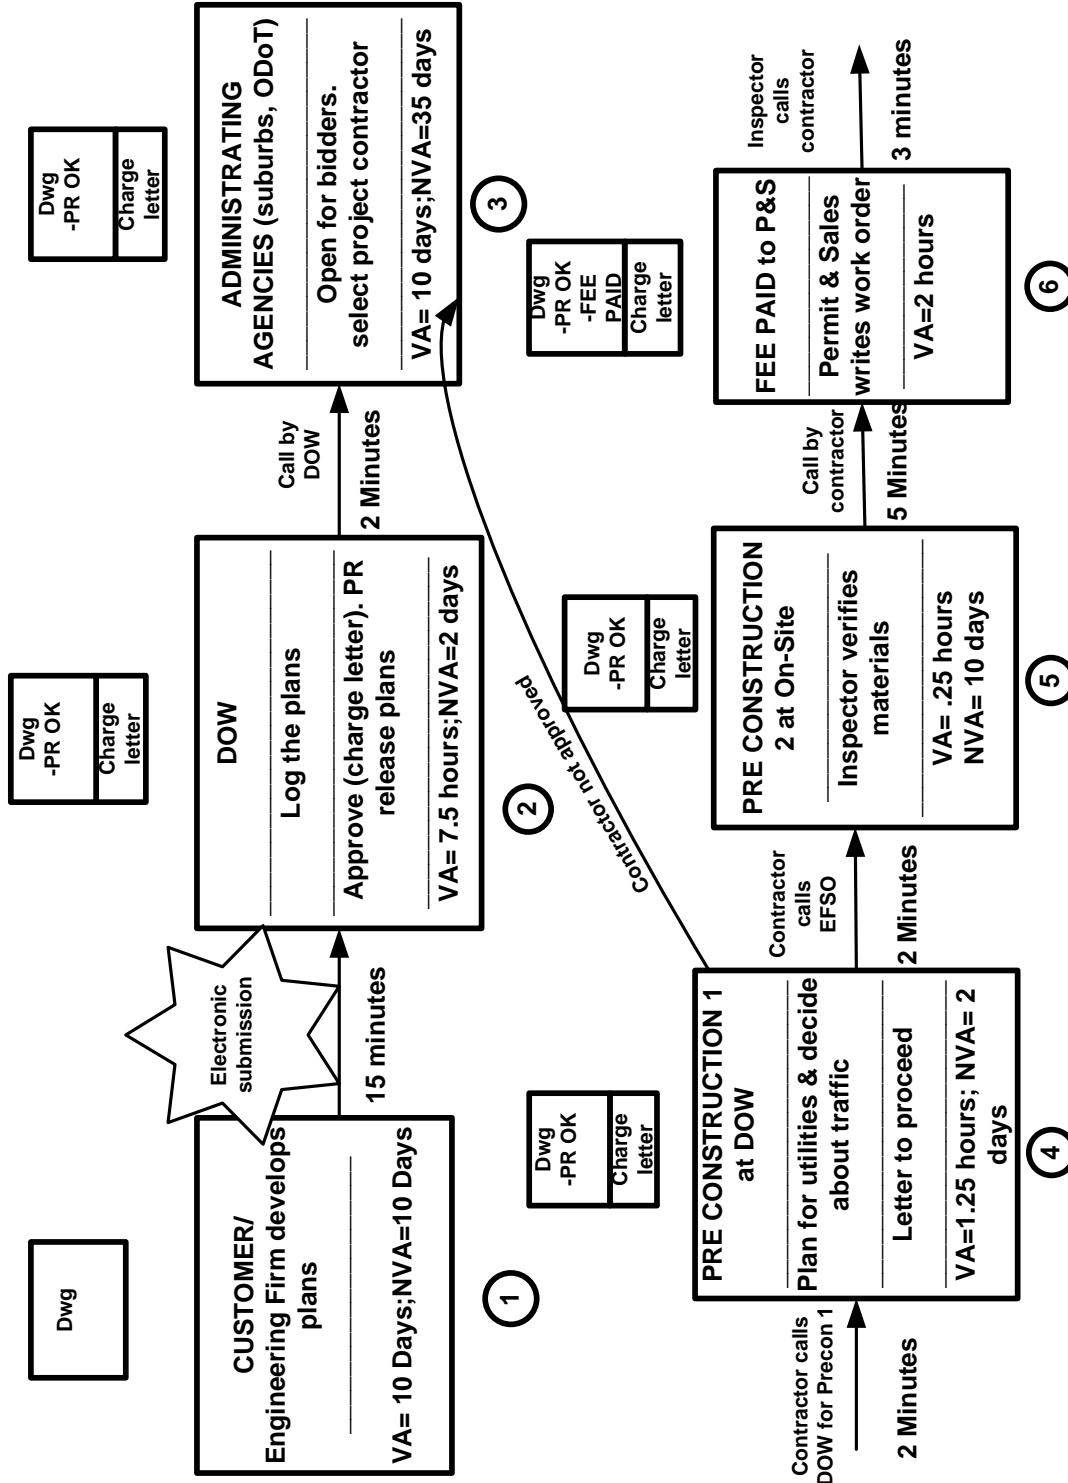 Dwg
CUSTOMER/
Engineering Firm develops
plans
VA= 10 Days;NVA=10 Days
1
Electronic
submission
15 minutes
Dwg
-PR OK
Charge
letter
DOW
Log the plans
Approve (charge letter). PR
release plans
VA= 7.5 hours;NVA=2 days
2
Call by
DOW
2 Minutes
Dwg
-PR OK
Charge
letter
ADMINISTRATING
AGENCIES (suburbs, ODoT)
Open for bidders.
select project contractor
VA= 10 days;NVA=35 days
3
Contractor not approved
Contractor calls
DOW for Precon 1
2 Minutes
Dwg
-PR OK
Charge
letter
PRE CONSTRUCTION 1
at DOW
Plan for utilities & decide
about traffic
Letter to proceed
VA=1.25 hours; NVA= 2
days
4
Contractor
calls
EFSO
2 Minutes
Dwg
-PR OK
Charge
letter
PRE CONSTRUCTION
2 at On-Site
Inspector verifies
materials
VA= .25 hours
NVA= 10 days
5
Call by
contractor
5 Minutes
Dwg
-PR OK
-FEE
PAID
Charge
letter
FEE PAID to P&S
Permit & Sales
writes work order
VA=2 hours
6
Inspector
calls
contractor
3 minutes